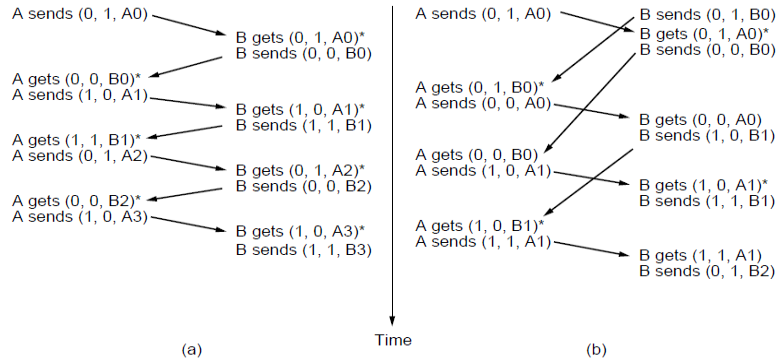 A sends (0, 1, A0)
B gets (0, 1, A0)*
B sends (0, 0, B0)
A gets (0, 0, B0)*
A sends (1, 0, A1)
B gets (1, 0, A1)*
B sends (1, 1, B1)
A gets (1, 1, B1)*
A sends (0, 1, A2)
B gets (0, 1, A2)*
B sends (0, 0, B2)
A gets (0, 0, B2)*
A sends (1, 0, A3)
B gets (1, 0, A3)*
B sends (1, 1, B3)
(a)
Time
A sends (0, 1, A0)
B sends (0, 1, B0)
B gets (0, 1, A0)*
B sends (0, 0, B0)
A gets (0, 1, B0)*
A sends (0, 0, A0)
B gets (0, 0, A0)
B sends (1, 0, B1)
A gets (0, 0, B0)
A sends (1, 0, A1)
B gets (1, 0, A1)*
B sends (1, 1, B1)
A gets (1, 0, B1)*
A sends (1, 1, A1)
B gets (1, 1, A1)
B sends (0, 1, B2)
(b)